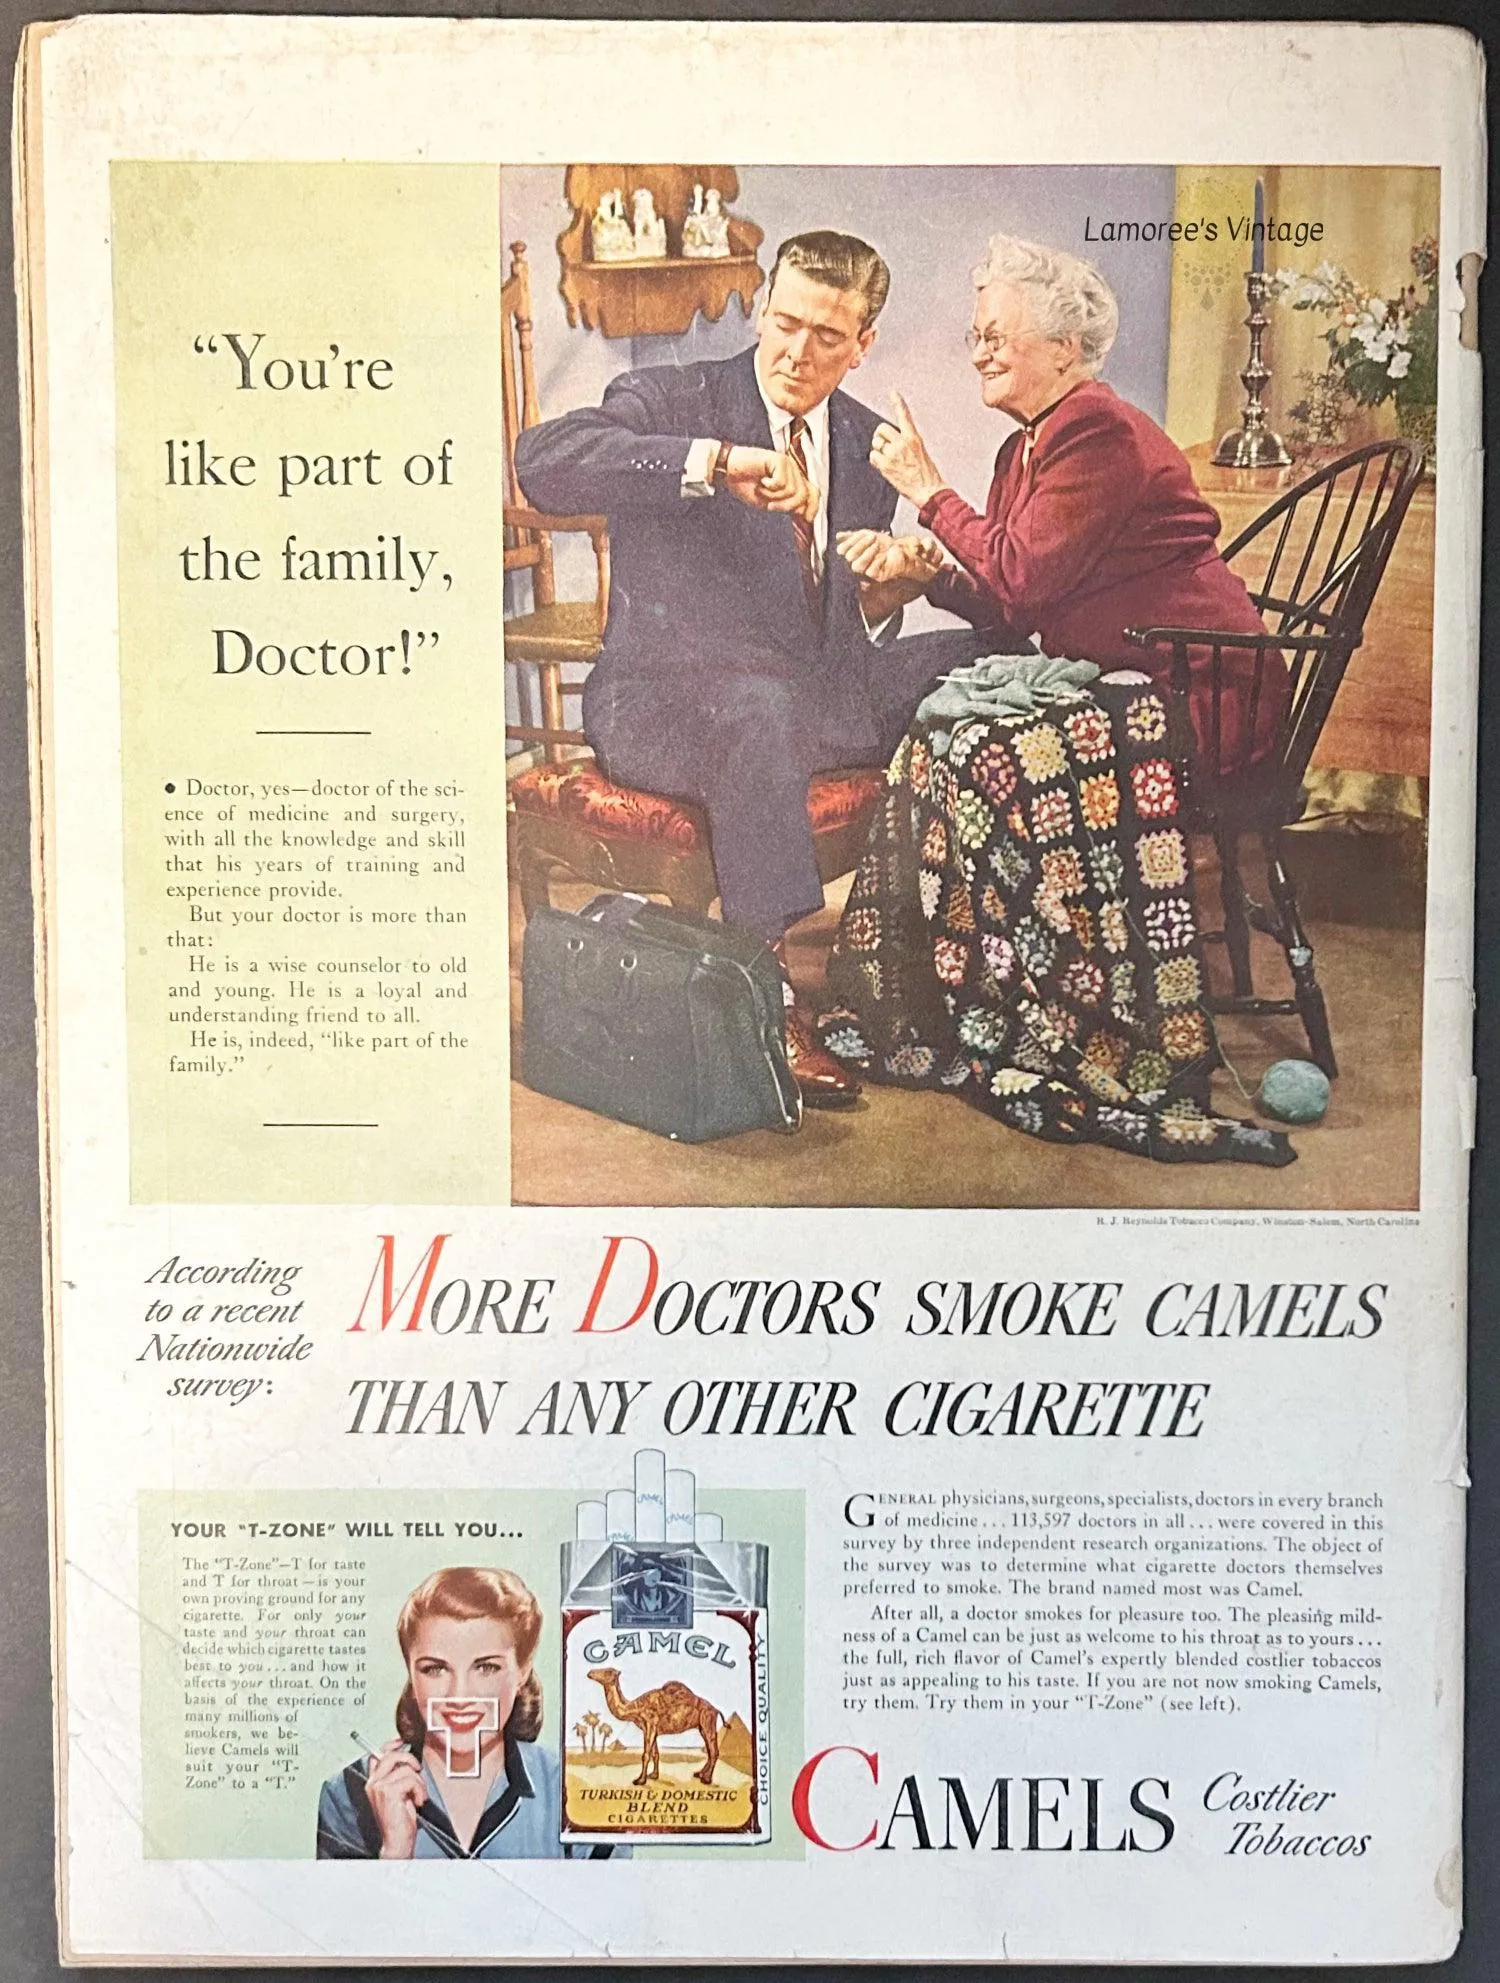 Lamoree's Vintage
“You’re
like part of
the family,
Doctor!”
• Doctor, yes—doctor of the sci-
ence of medicine and surgery,
with all the knowledge and skill
that his years of training and
experience provide.
But your doctor is more than
that:
He is a wise counselor to old
and young. He is a loyal and
understanding friend to all.
He is, indeed, “like part of the
family.”
R. J. Reynolds Tobacco Company, Winston-Salem, North Carolina
According
to a recent
Nationwide
survey:
MORE DOCTORS SMOKE CAMELS
THAN ANY OTHER CIGARETTE
YOUR "T-ZONE" WILL TELL YOU...
The “T-Zone”—T for taste
and T for throat—is your
own proving ground for any
cigarette. For only your
taste and your throat can
decide which cigarette tastes
best to you...and how it
affects your throat. On the
basis of the experience of
many millions of
smokers, we be-
lieve Camels will
suit your “T-
Zone” to a “T.”
T
CAMEL
CAMEL
CAMEL
CAMEL
CHOICE QUALITY
TURKISH & DOMESTIC
BLEND
CIGARETTES
GENERAL physicians, surgeons, specialists, doctors in every branch
of medicine... 113,597 doctors in all... were covered in this
survey by three independent research organizations. The object of
the survey was to determine what cigarette doctors themselves
preferred to smoke. The brand named most was Camel.
After all, a doctor smokes for pleasure too. The pleasing mild-
ness of a Camel can be just as welcome to his throat as to yours...
the full, rich flavor of Camel’s expertly blended costlier tobaccos
just as appealing to his taste. If you are not now smoking Camels,
try them. Try them in your “T-Zone” (see left).
CAMELS
Costlier
Tobaccos